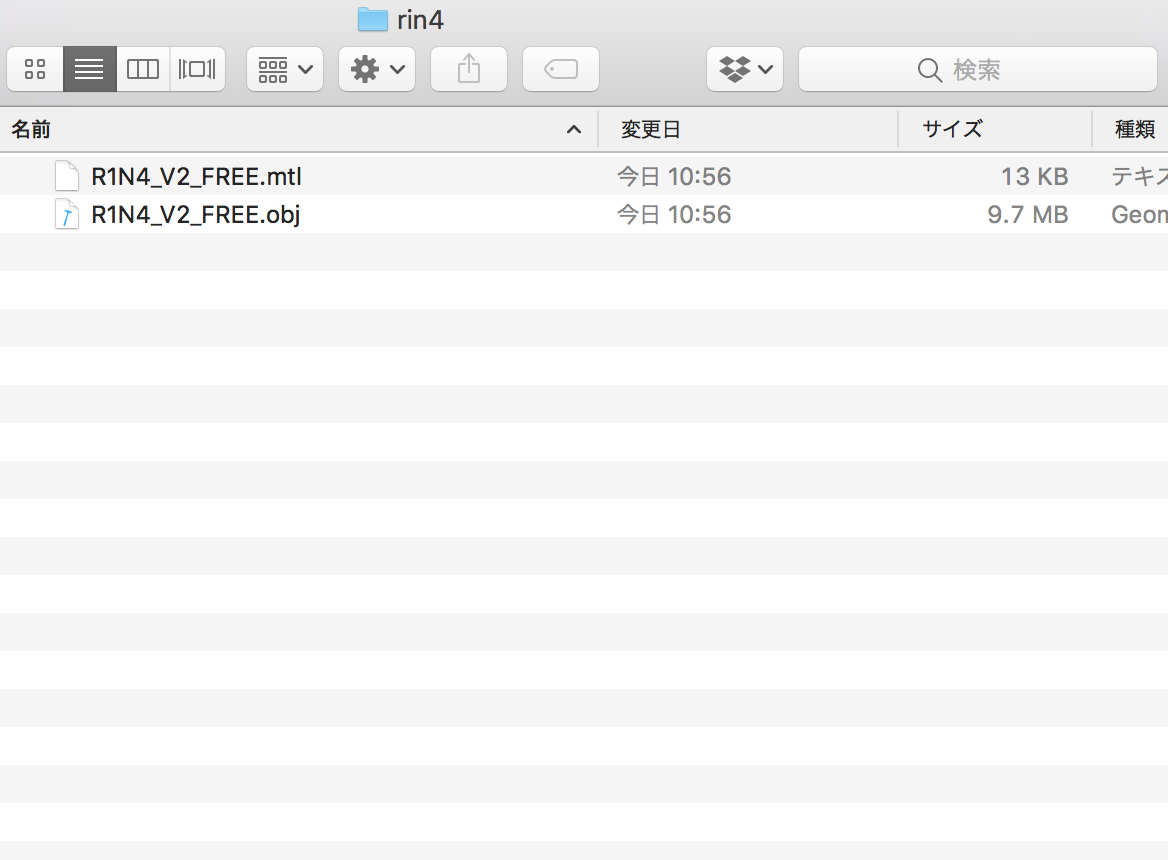 rin4
検索
名前 変更日 サイズ 種類
R1N4_V2_FREE.mtl 今日 10:56 13 KB テキス
R1N4_V2_FREE.obj 今日 10:56 9.7 MB Geom